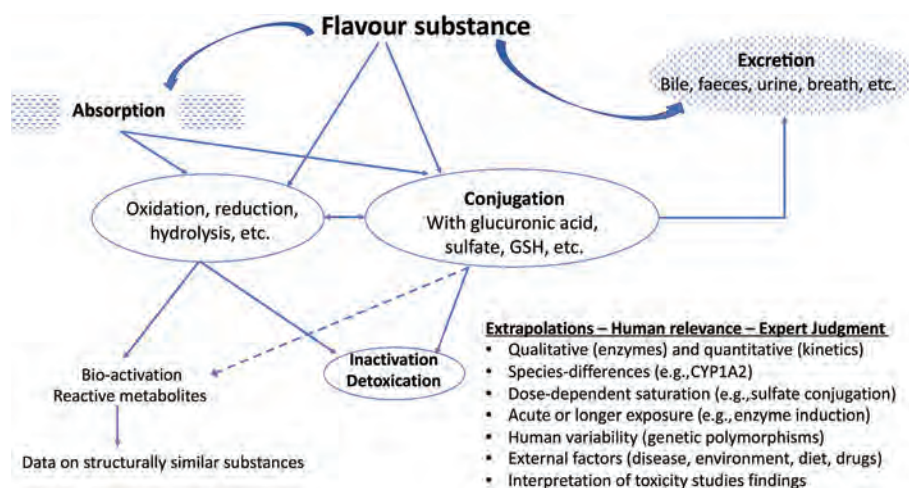 Flavour substance
Excretion
Bile, faeces, urine, breath, etc.
Absorption
Oxidation, reduction,
hydrolysis, etc.
Conjugation
With glucuronic acid,
sulfate, GSH, etc.
Inactivation
Detoxication
Bio-activation
Reactive metabolites
Data on structurally similar substances
Extrapolations – Human relevance – Expert Judgment
• Qualitative (enzymes) and quantitative (kinetics)
• Species-differences (e.g.,CYP1A2)
• Dose-dependent saturation (e.g.,sulfate conjugation)
• Acute or longer exposure (e.g.,enzyme induction)
• Human variability (genetic polymorphisms)
• External factors (disease, environment, diet, drugs)
• Interpretation of toxicity studies findings